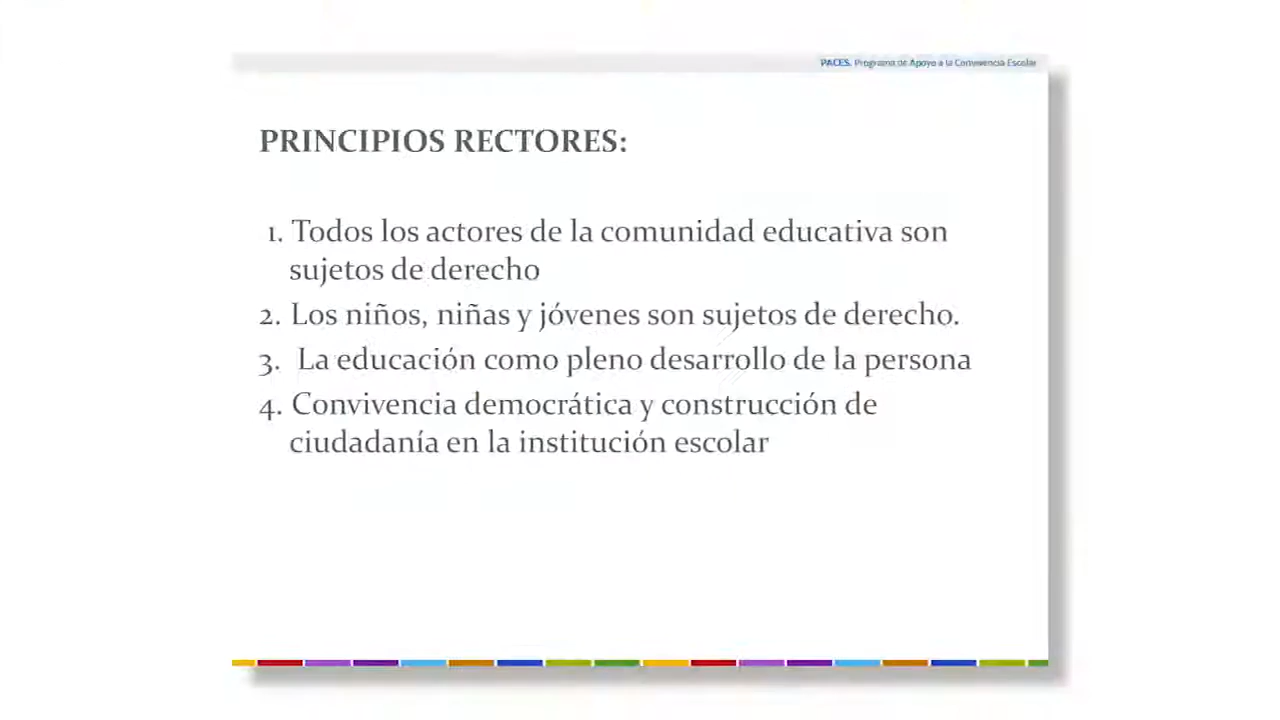 PACES. Programa de Apoyo a la Convivencia Escolar
PRINCIPIOS RECTORES:
1. Todos los actores de la comunidad educativa son
sujetos de derecho
2. Los niños, niñas y jóvenes son sujetos de derecho.
3. La educación como pleno desarrollo de la persona
4. Convivencia democrática y construcción de
ciudadanía en la institución escolar